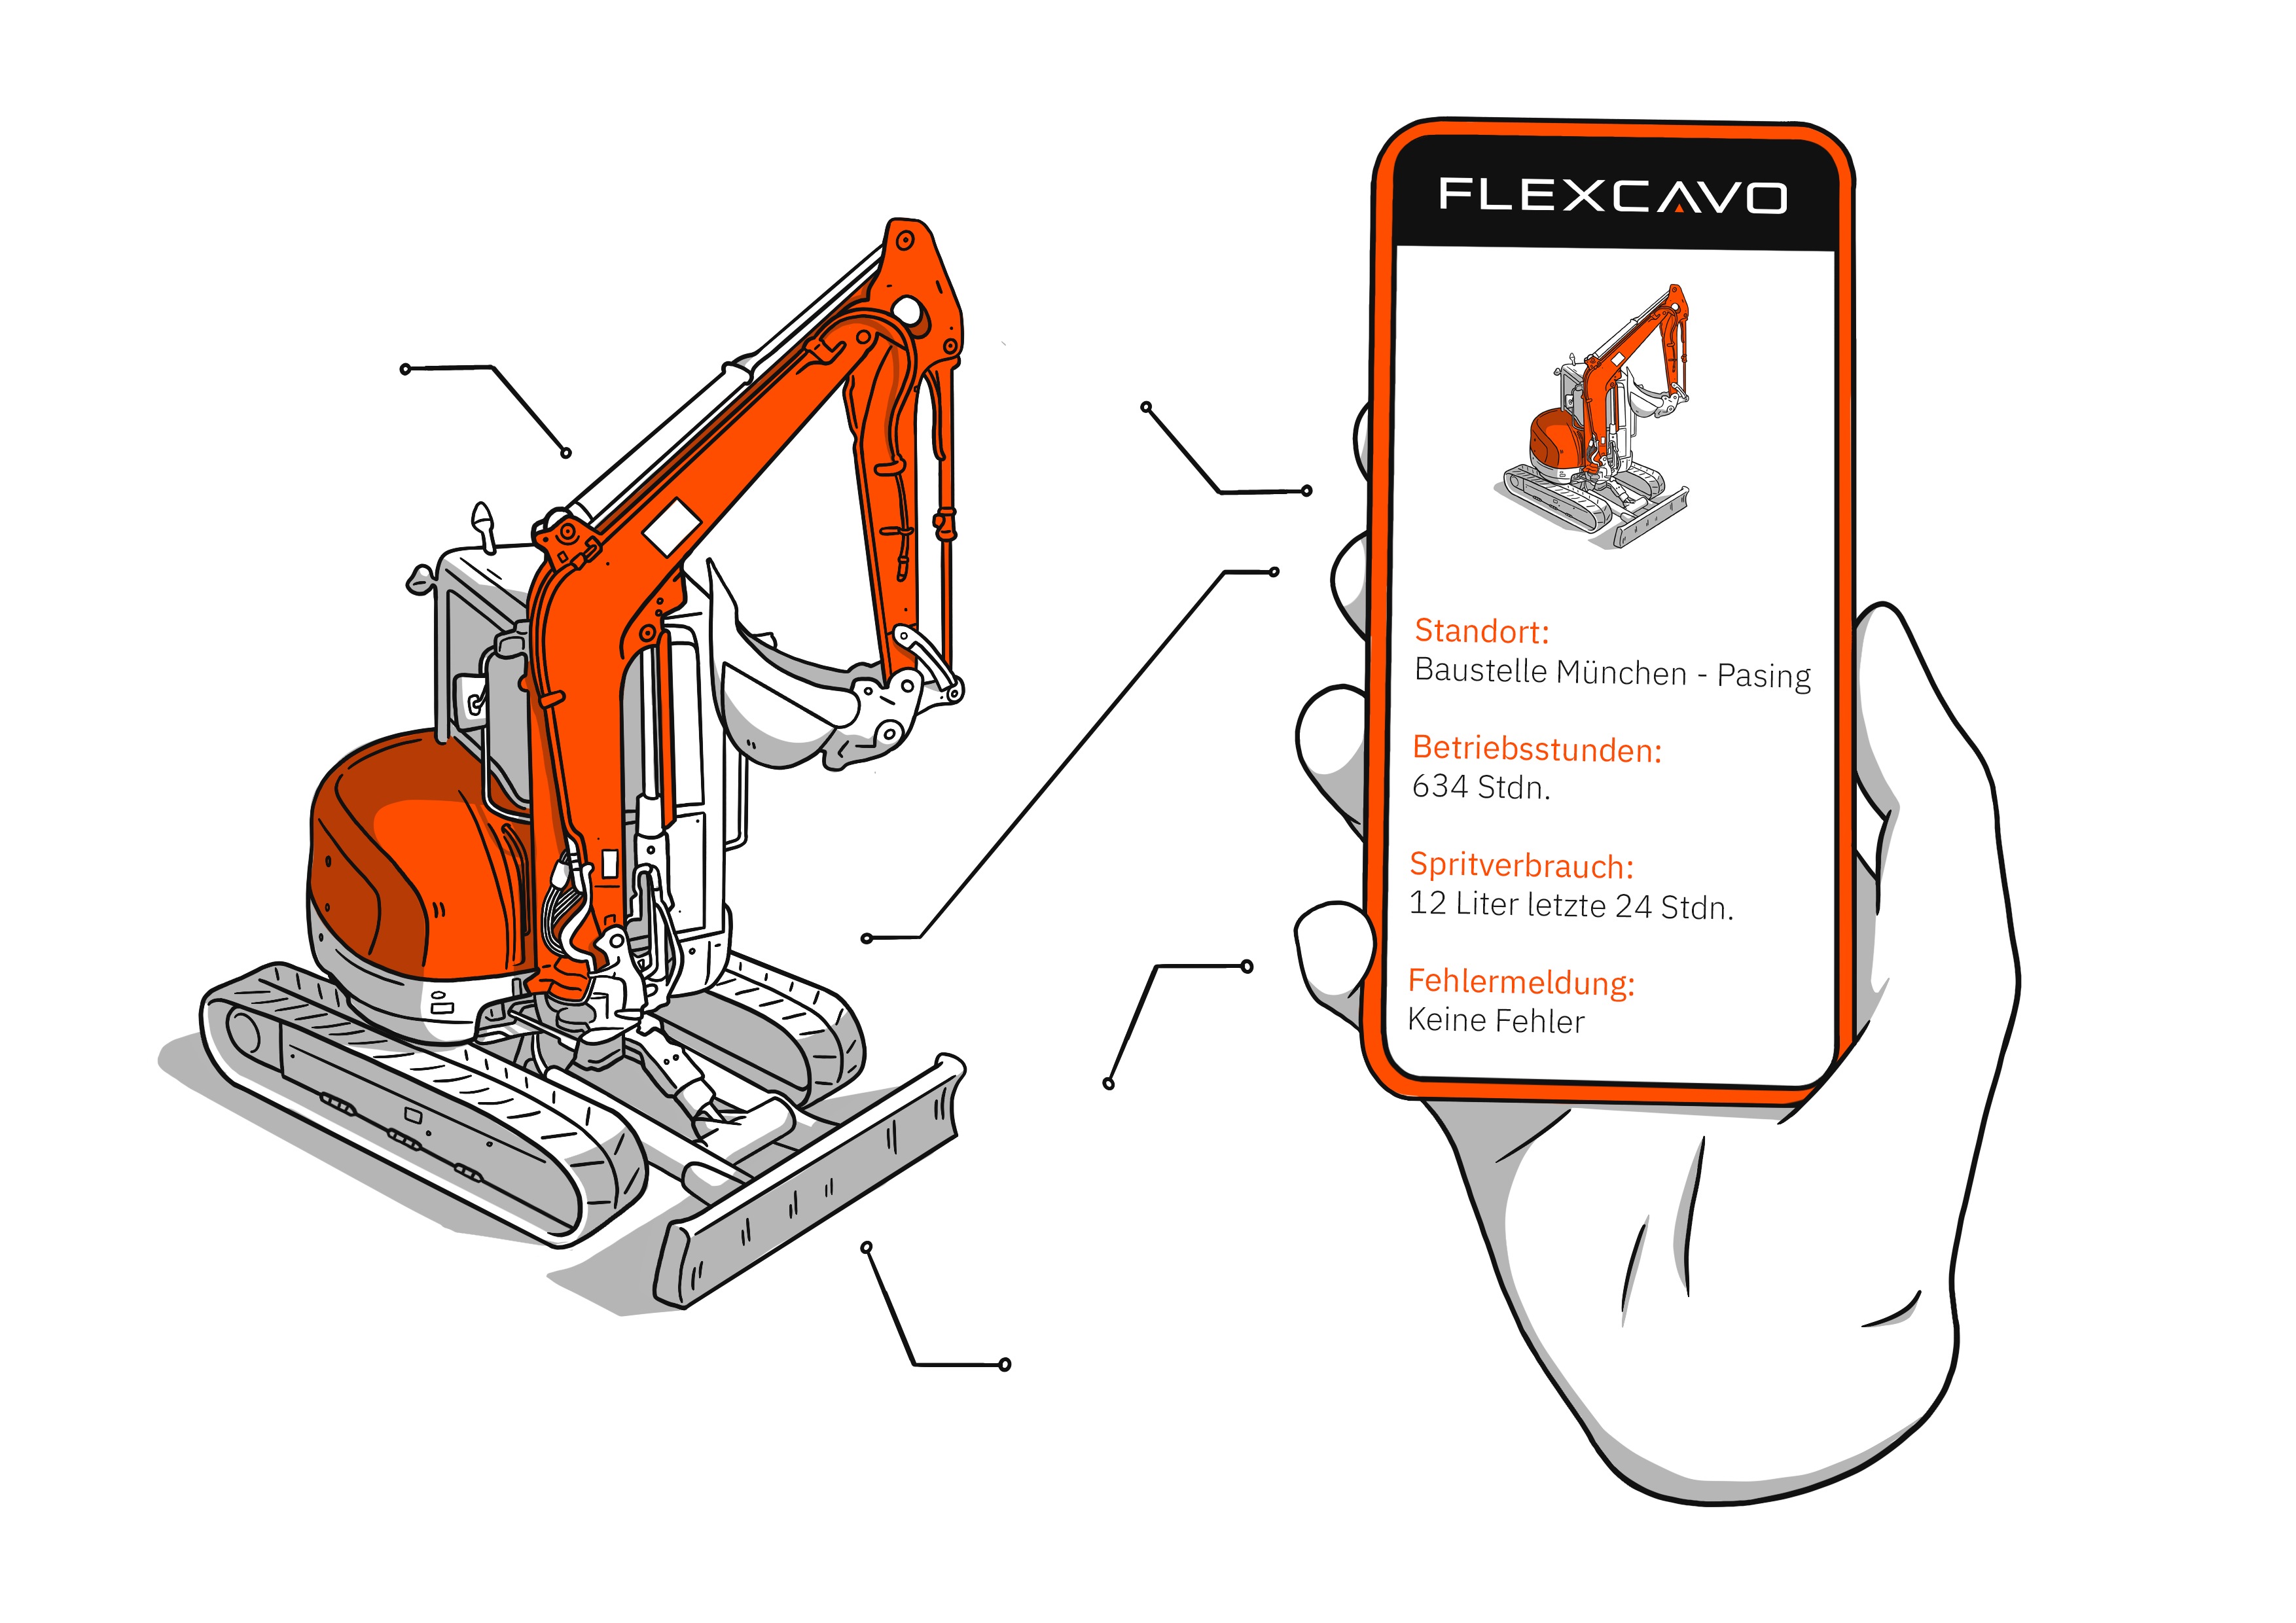 FLEXCAVO
Standort:
Baustelle München - Pasing
Betriebsstunden:
634 Stdn.
Spritverbrauch:
12 Liter letzte 24 Stdn.
Fehlermeldung:
Keine Fehler